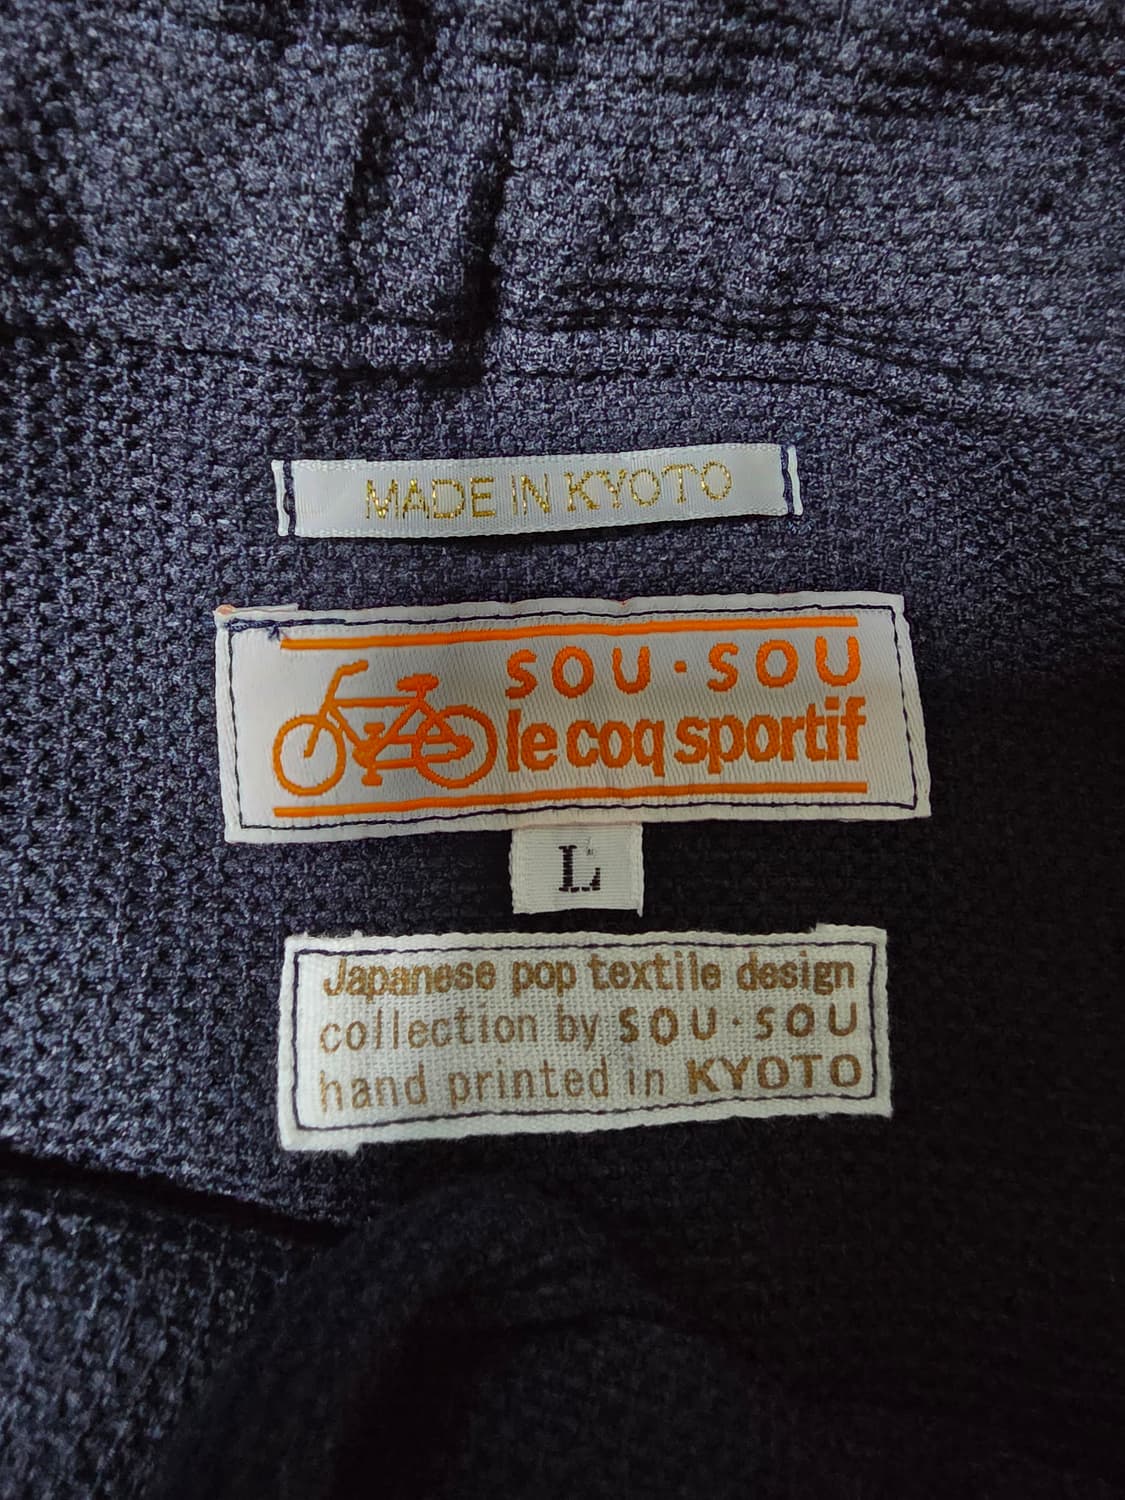 MADE IN KYOTO
SOU・SOU
le coq sportif
L
Japanese pop textile design
collection by SOU・SOU
hand printed in KYOTO